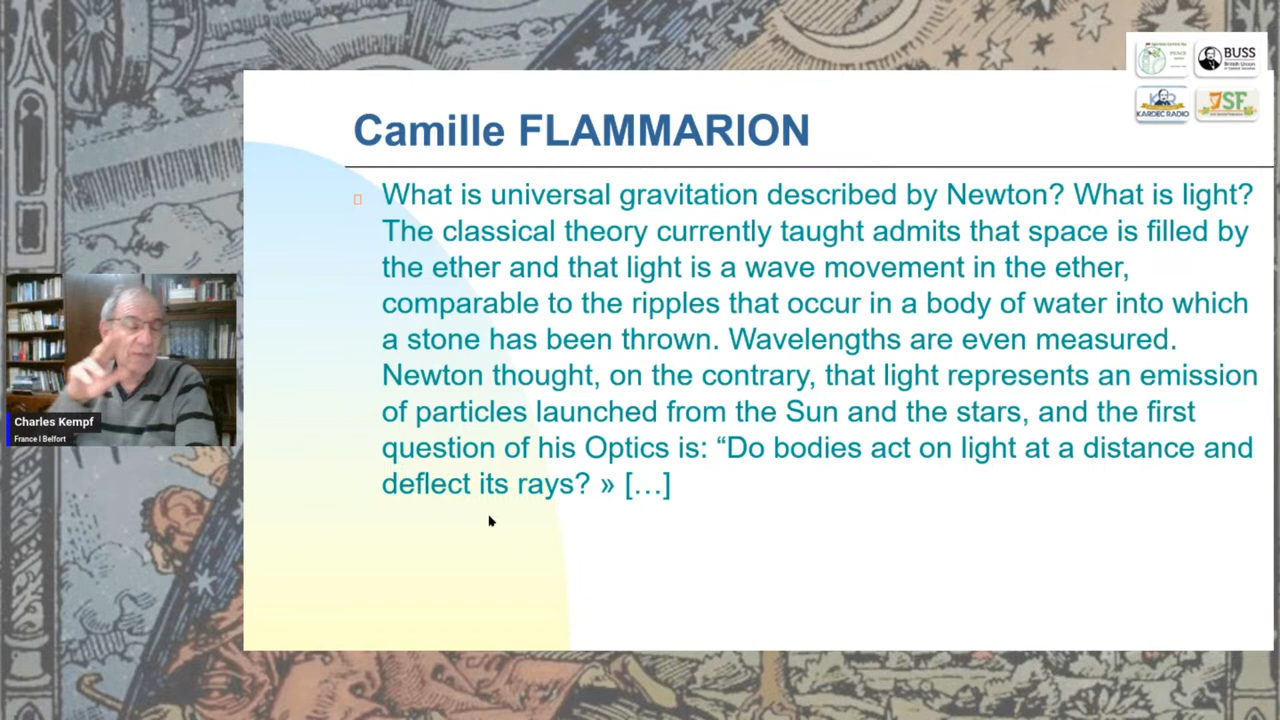 BUSS
British Union
KARDEC RADIO
SF
Camille FLAMMARION
What is universal gravitation described by Newton? What is light?
The classical theory currently taught admits that space is filled by
the ether and that light is a wave movement in the ether,
comparable to the ripples that occur in a body of water into which
a stone has been thrown. Wavelengths are even measured.
Newton thought, on the contrary, that light represents an emission
of particles launched from the Sun and the stars, and the first
question of his Optics is: “Do bodies act on light at a distance and
deflect its rays? » […]
Charles Kempf
France I Belfort